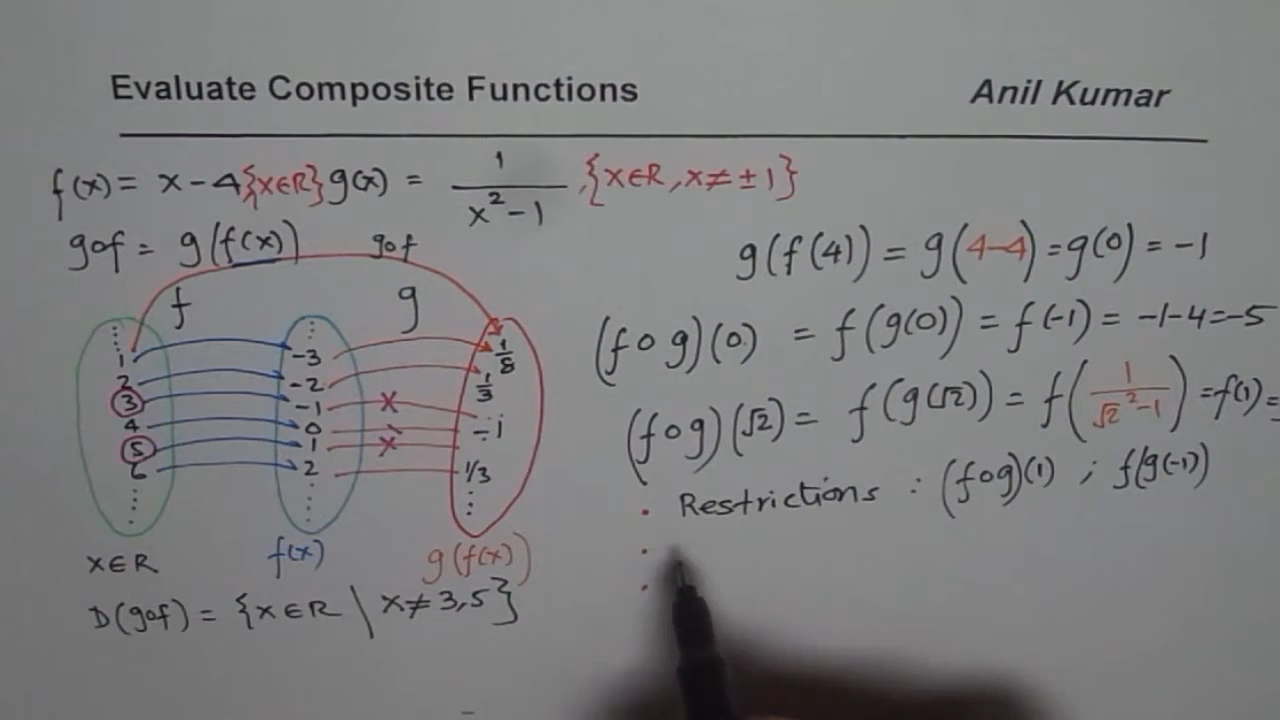 Evaluate Composite Functions
Anil Kumar
f(x) = x-4 {x∈R} g(x) = 1/(x²-1) , {x∈R, x≠±1}
gof = g(f(x))
gof
f
g
⋮
1
2
3
4
5
6
⋮
x∈R
⋮
-3
-2
-1
0
1
2
⋮
f(x)
1/8
1/3
-1
1/3
⋮
g(f(x))
x
x
D(gof) = {x∈R | x≠3,5}
g(f(4)) = g(4-4) = g(0) = -1
(f o g)(0) = f(g(0)) = f(-1) = -1-4=-5
(f o g)(√2) = f(g(√2)) = f(1/(√2²-1)) = f(1) =
• Restrictions : (f o g)(1) ; f(g(-1))
•
•